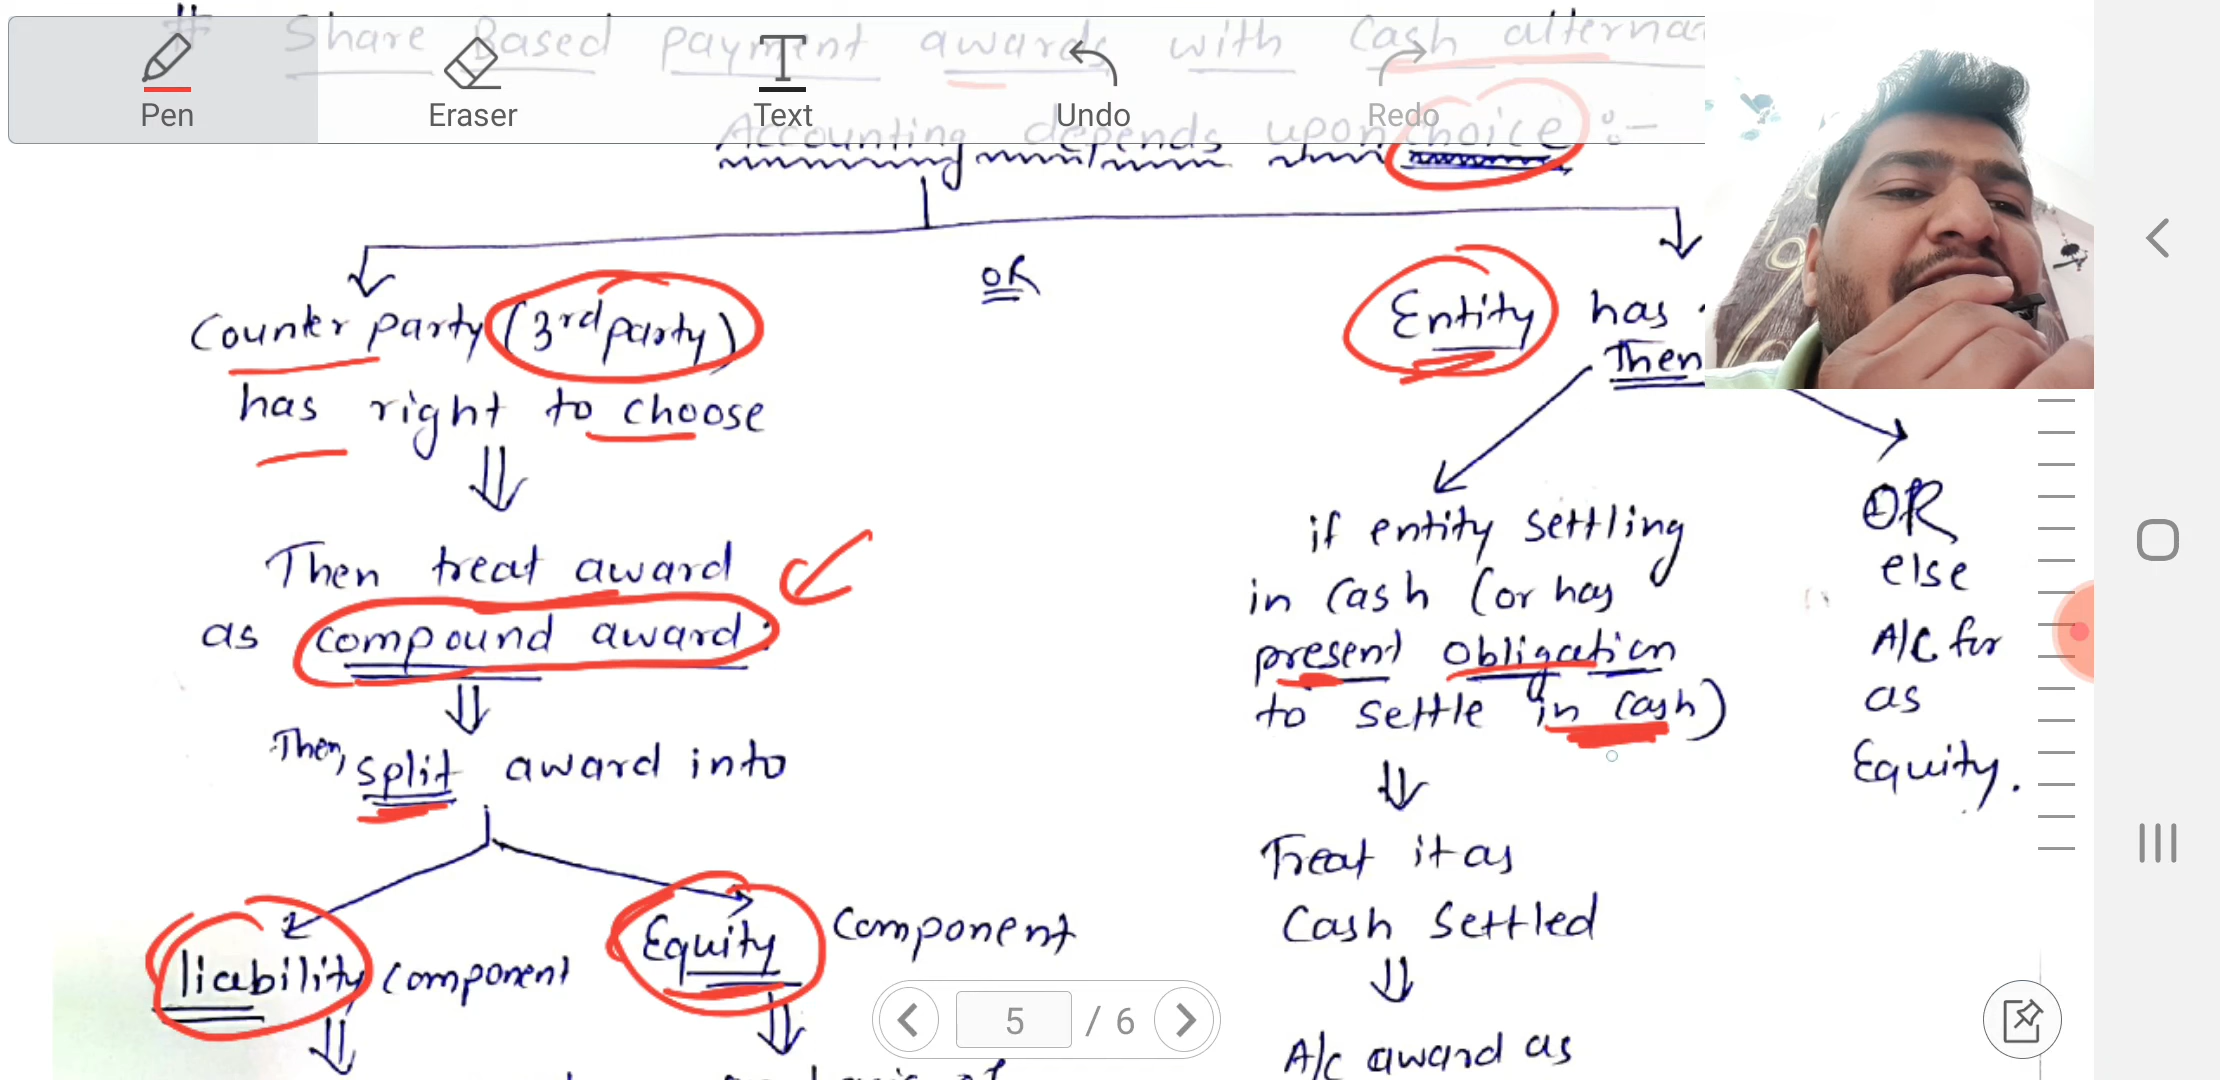 # Share Based payment awards with Cash alterna
Pen
Eraser
Text
Undo
Redo
Accounting depends upon choice :-
OR
Counter party (3rd party)
has right to choose
Then treat award
as compound award :
Then, split award into
liability component
Equity Component
Entity has
Then
if entity settling
in Cash (or has
present obligation
to settle in cash)
Treat it as
Cash Settled
A/c award as
OR
else
A/C for
as
Equity.
5 / 6